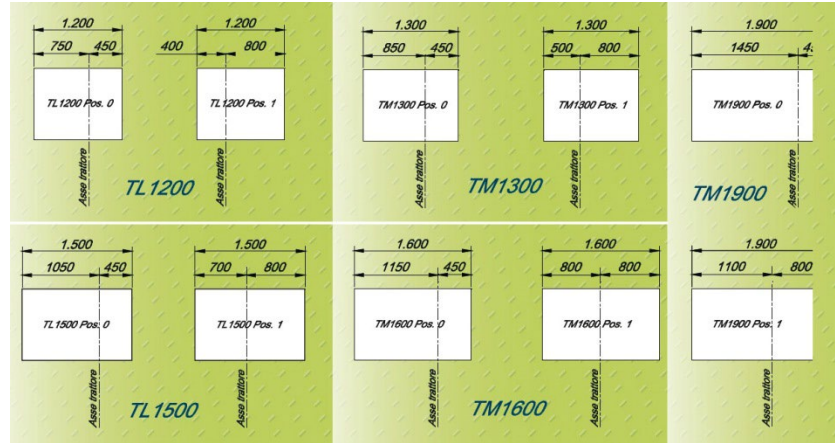 1.200
750 450
TL1200 Pos. 0
Asse trattore
1.200
400 800
TL1200 Pos. 1
Asse trattore
TL1200
1.300
850 450
TM1300 Pos. 0
Asse trattore
1.300
500 800
TM1300 Pos. 1
Asse trattore
TM1300
1.900
1450
TM1900 Pos. 0
Asse trattore
TM1900
1.500
1050 450
TL1500 Pos. 0
Asse trattore
1.500
700 800
TL1500 Pos. 1
Asse trattore
TL1500
1.600
1150 450
TM1600 Pos. 0
Asse trattore
1.600
800 800
TM1600 Pos. 1
Asse trattore
TM1600
1.900
1100 800
TM1900 Pos. 1
Asse trattore